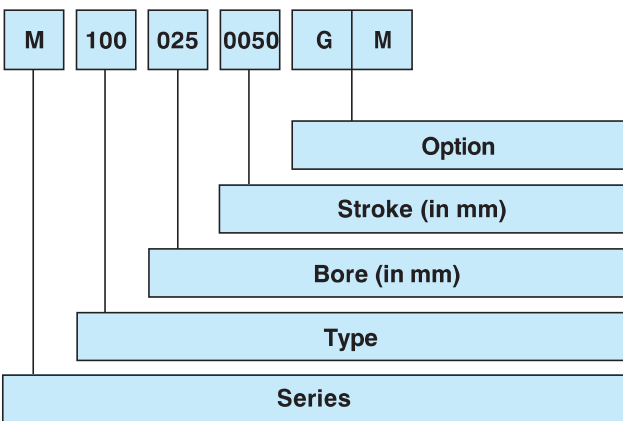 M 100 025 0050 G M
Option
Stroke (in mm)
Bore (in mm)
Type
Series